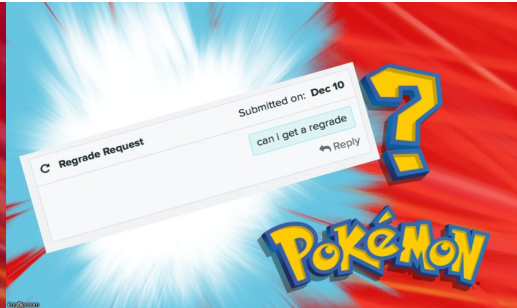 Regrade Request
Submitted on: Dec 10
can i get a regrade
Reply
?
POKéMON
imgflip.com